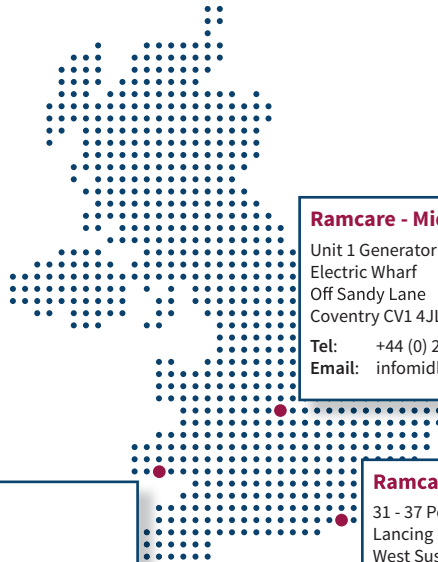 Ramcare - Mi
Unit 1 Generator
Electric Wharf
Off Sandy Lane
Coventry CV1 4JL
Tel: +44 (0) 2
Email: infomidl
Ramca
31 - 37 P
Lancing
West Sus